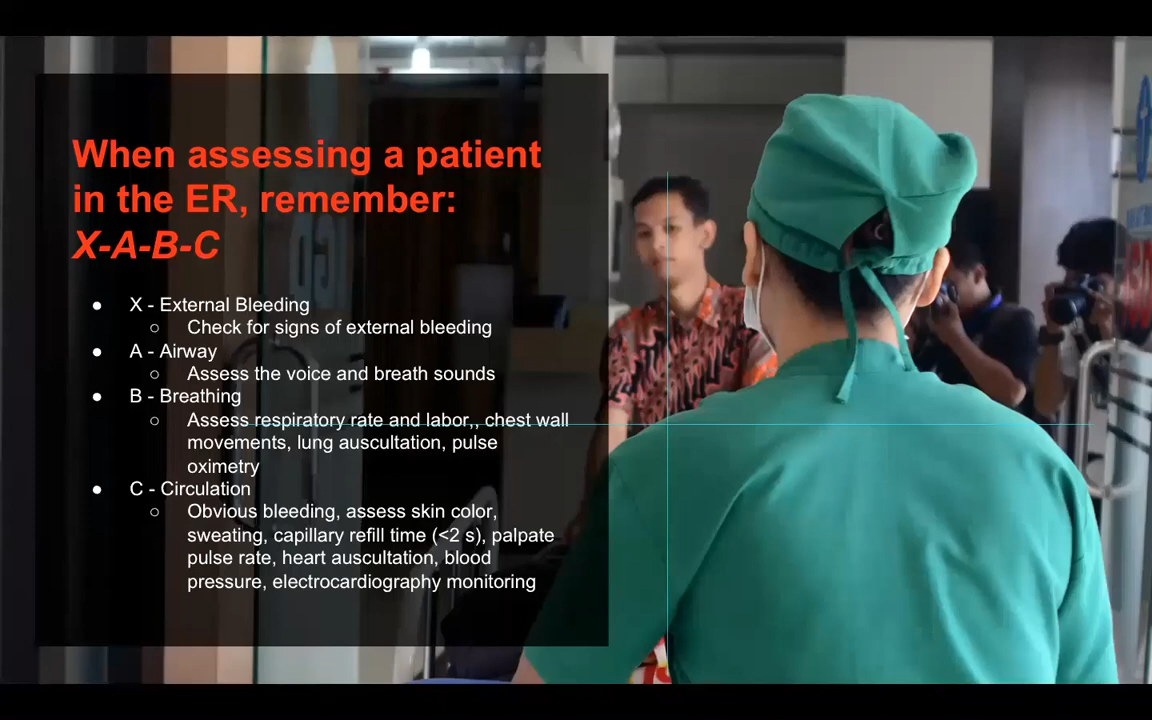 When assessing a patient
in the ER, remember:
X-A-B-C
● X - External Bleeding
○ Check for signs of external bleeding
● A - Airway
○ Assess the voice and breath sounds
● B - Breathing
○ Assess respiratory rate and labor,, chest wall
movements, lung auscultation, pulse
oximetry
● C - Circulation
○ Obvious bleeding, assess skin color,
sweating, capillary refill time (<2 s), palpate
pulse rate, heart auscultation, blood
pressure, electrocardiography monitoring